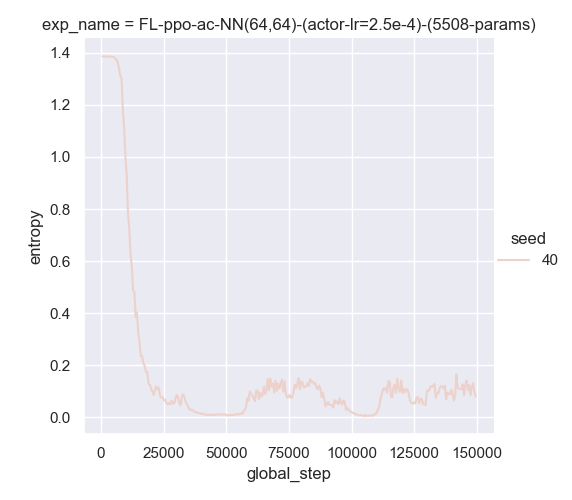 exp_name = FL-ppo-ac-NN(64,64)-(actor-lr=2.5e-4)-(5508-params)
1.4
1.2
1.0
0.8
0.6
0.4
0.2
0.0
entropy
0 25000 50000 75000 100000 125000 150000
global_step
seed
40